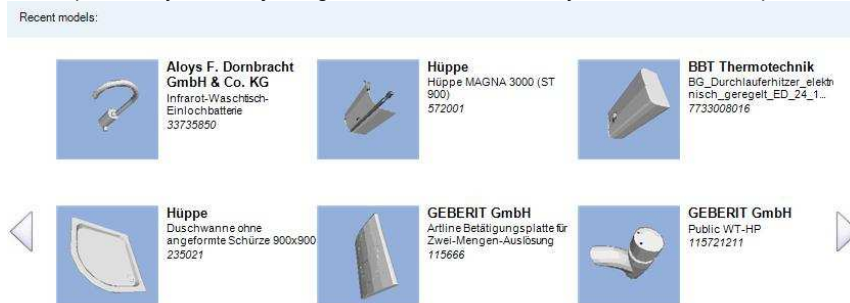 Recent models:
Aloys F. Dornbracht
GmbH & Co. KG
Infrarot-Waschtisch-
Einlochbatterie
33735850
Hüppe
Hüppe MAGNA 3000 (ST
900)
572001
BBT Thermotechnik
BG_Durchlauferhitzer_elektro
nisch_geregelt_ED_24_1...
7733008016
Hüppe
Duschwanne ohne
angeformte Schürze 900x900
235021
GEBERIT GmbH
Artline Betätigungsplatte für
Zwei-Mengen-Auslösung
115666
GEBERIT GmbH
Public WT-HP
115721211